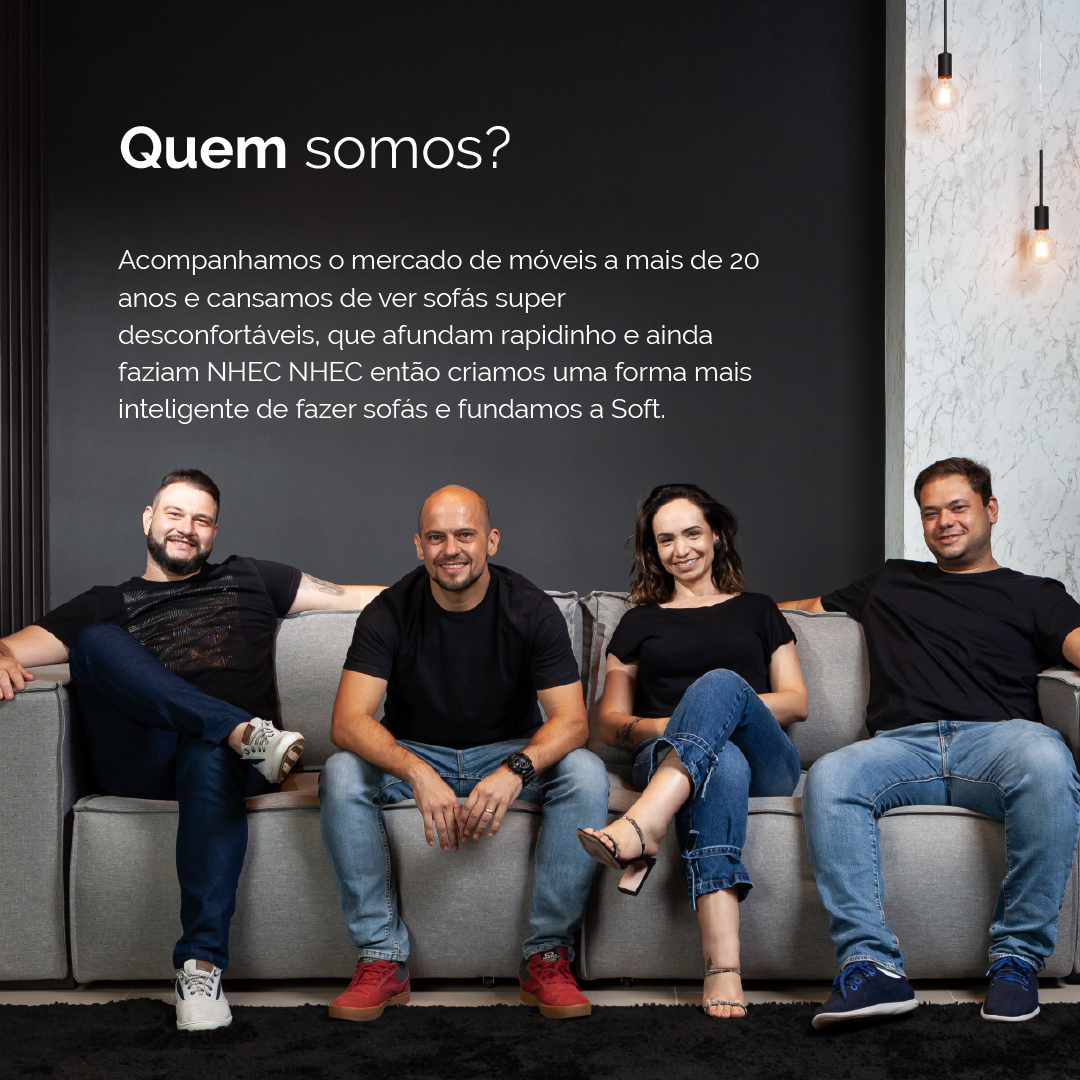 Quem somos?
Acompanhamos o mercado de móveis a mais de 20
anos e cansamos de ver sofás super
desconfortáveis, que afundam rapidinho e ainda
faziam NHEC NHEC então criamos uma forma mais
inteligente de fazer sofás e fundamos a Soft.